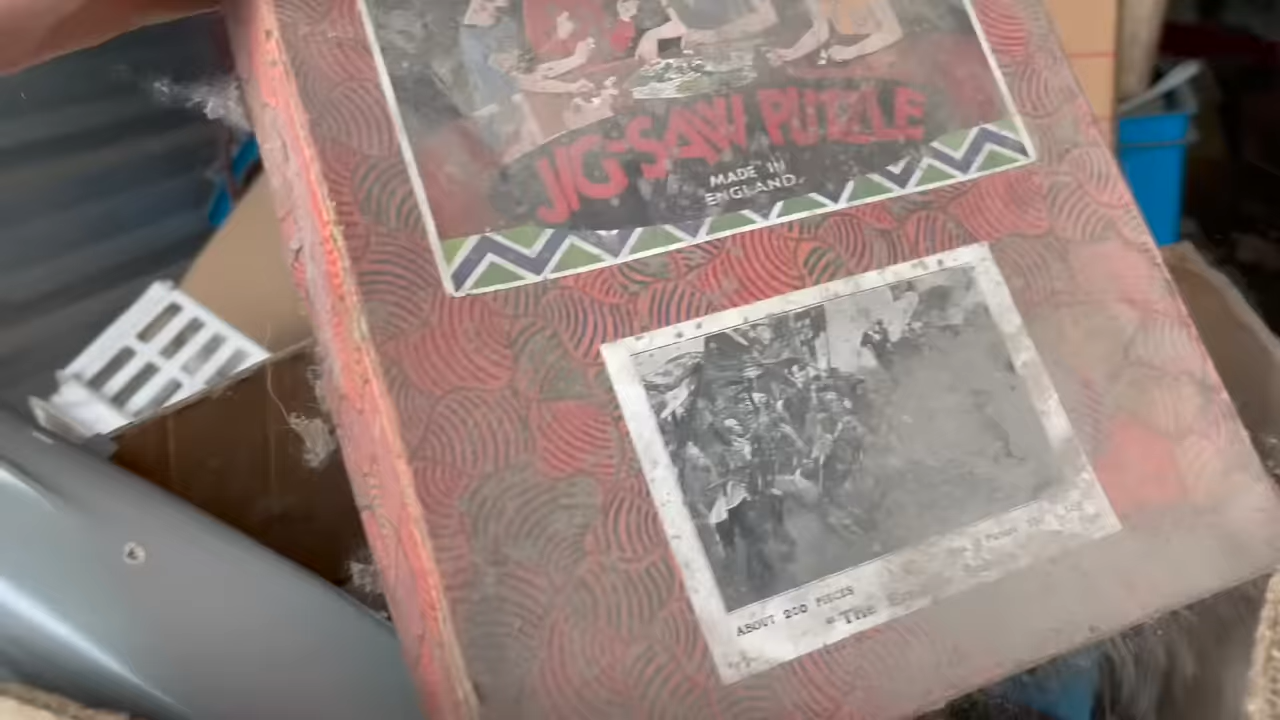 JIG-SAW PUZZLE
MADE IN
ENGLAND.
ABOUT 200 PIECES
"The